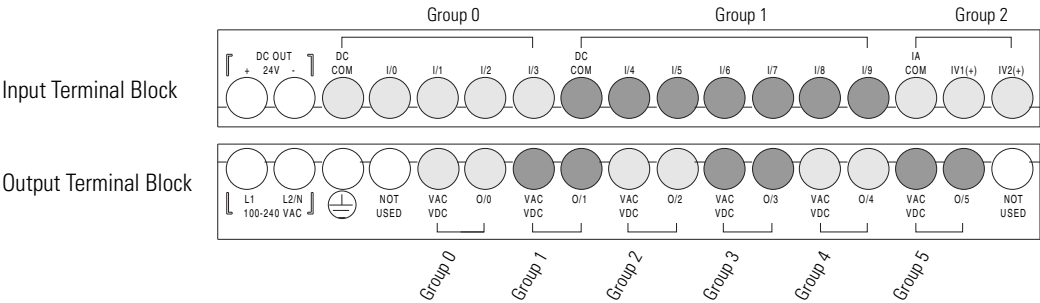 Group 0 Group 1 Group 2
DC OUT DC DC IA
+ 24V - COM I/0 I/1 I/2 I/3 COM I/4 I/5 I/6 I/7 I/8 I/9 COM IV1(+) IV2(+)
Input Terminal Block
Output Terminal Block
L1 L2/N NOT VAC O/0 VAC O/1 VAC O/2 VAC O/3 VAC O/4 VAC O/5 NOT
100-240 VAC USED VDC VDC VDC VDC VDC VDC USED
Group 0 Group 1 Group 2 Group 3 Group 4 Group 5